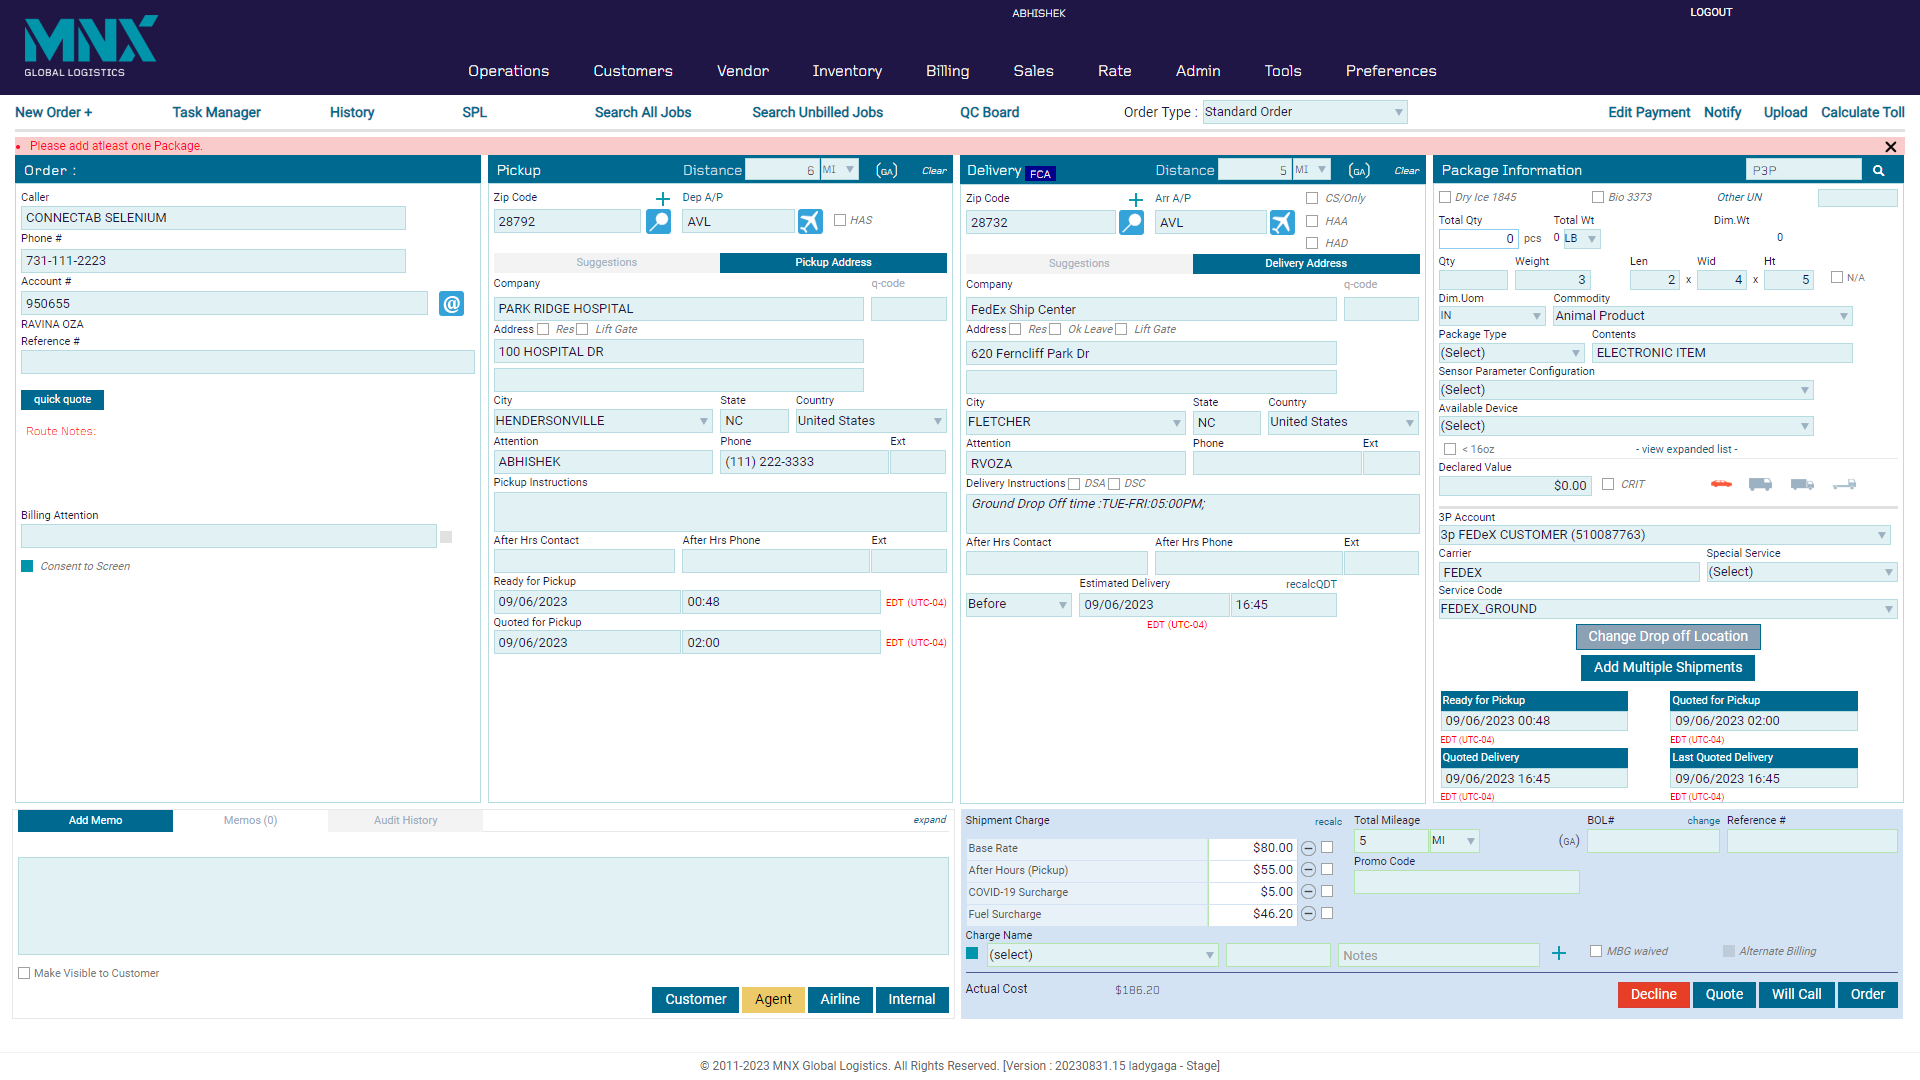 ABHISHEK
LOGOUT
MNX
GLOBAL LOGISTICS
Operations Customers Vendor Inventory Billing Sales Rate Admin Tools Preferences
New Order + Task Manager History SPL Search All Jobs Search Unbilled Jobs QC Board Order Type : Standard Order Edit Payment Notify Upload Calculate Toll
Please add atleast one Package.
Order :
Caller
CONNECTAB SELENIUM
Phone #
731-111-2223
Account #
950655
@
RAVINA OZA
Reference #
quick quote
Route Notes:
Billing Attention
Consent to Screen
Pickup Distance 6 MI (GA) Clear
Zip Code Dep A/P
28792 AVL HAS
Suggestions Pickup Address
Company q-code
PARK RIDGE HOSPITAL
Address Res Lift Gate
100 HOSPITAL DR
City State Country
HENDERSONVILLE NC United States
Attention Phone Ext
ABHISHEK (111) 222-3333
Pickup Instructions
After Hrs Contact After Hrs Phone Ext
Ready for Pickup
09/06/2023 00:48 EDT (UTC-04)
Quoted for Pickup
09/06/2023 02:00 EDT (UTC-04)
Delivery FCA Distance 5 MI (GA) Clear
Zip Code Arr A/P CS/Only
28732 AVL HAA
HAD
Suggestions Delivery Address
Company q-code
FedEx Ship Center
Address Res Ok Leave Lift Gate
620 Ferncliff Park Dr
City State Country
FLETCHER NC United States
Attention Phone Ext
RVOZA
Delivery Instructions DSA DSC
Ground Drop Off time :TUE-FRI:05:00PM;
After Hrs Contact After Hrs Phone Ext
Estimated Delivery recalcQDT
Before 09/06/2023 16:45
EDT (UTC-04)
Package Information P3P
Dry Ice 1845 Bio 3373 Other UN
Total Qty Total Wt Dim.Wt
0 pcs 0 LB 0
Qty Weight Len Wid Ht
3 2 x 4 x 5 N/A
Dim.Uom Commodity
IN Animal Product
Package Type Contents
(Select) ELECTRONIC ITEM
Sensor Parameter Configuration
(Select)
Available Device
(Select)
< 16oz - view expanded list -
Declared Value
$0.00 CRIT
3P Account
3p FEDeX CUSTOMER (510087763)
Carrier Special Service
FEDEX (Select)
Service Code
FEDEX_GROUND
Change Drop off Location
Add Multiple Shipments
Ready for Pickup Quoted for Pickup
09/06/2023 00:48 09/06/2023 02:00
EDT (UTC-04) EDT (UTC-04)
Quoted Delivery Last Quoted Delivery
09/06/2023 16:45 09/06/2023 16:45
EDT (UTC-04) EDT (UTC-04)
Add Memo Memos (0) Audit History expand
Make Visible to Customer
Customer Agent Airline Internal
Shipment Charge recalc Total Mileage BOL# change Reference #
5 MI (GA)
Base Rate $80.00
Promo Code
After Hours (Pickup) $55.00
COVID-19 Surcharge $5.00
Fuel Surcharge $46.20
Charge Name
(select) Notes MBG waived Alternate Billing
Actual Cost $186.20
Decline Quote Will Call Order
© 2011-2023 MNX Global Logistics. All Rights Reserved. [Version : 20230831.15 ladygaga - Stage]